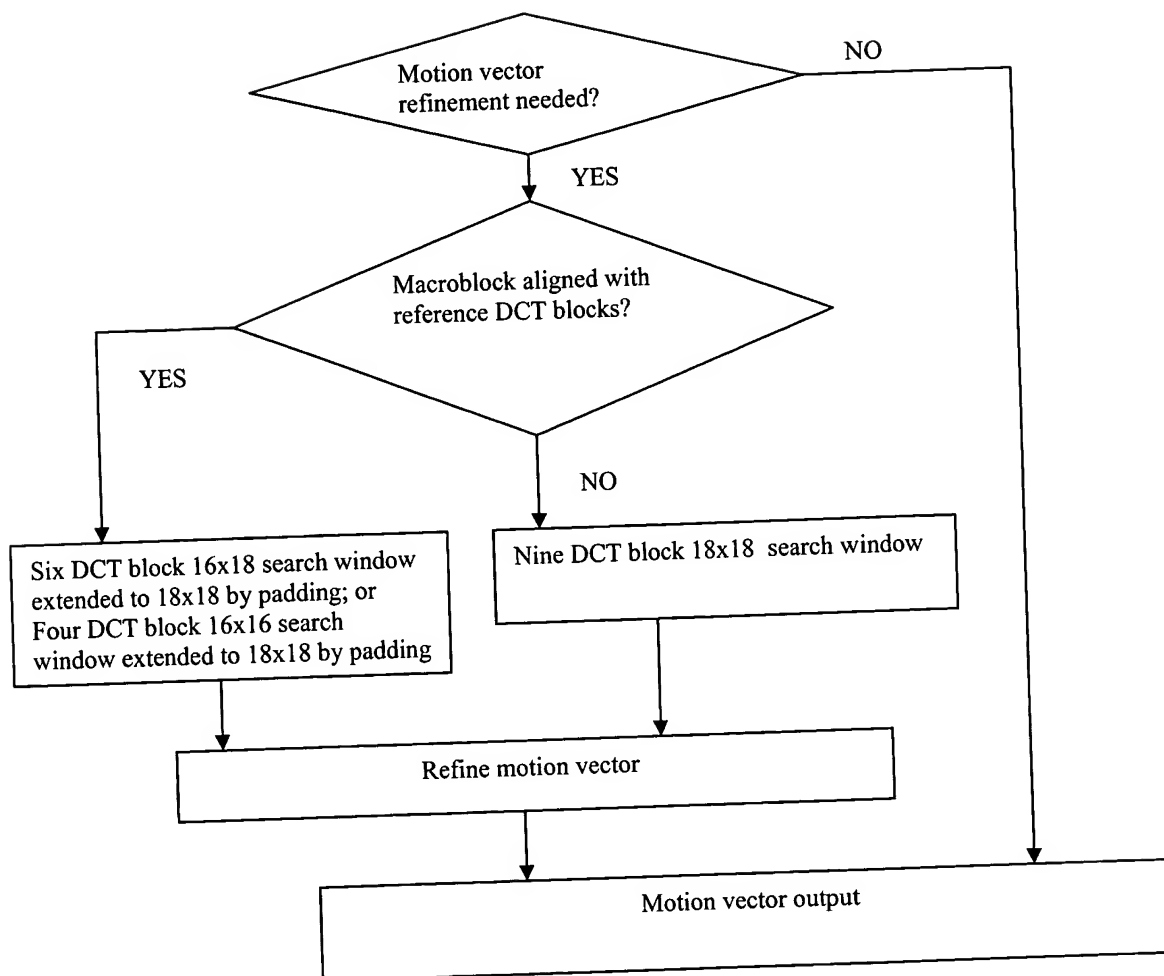 NO
Motion vector
refinement needed?
YES
Macroblock aligned with
reference DCT blocks?
YES
NO
Six DCT block 16x18 search window
extended to 18x18 by padding; or
Four DCT block 16x16 search
window extended to 18x18 by padding
Nine DCT block 18x18 search window
Refine motion vector
Motion vector output